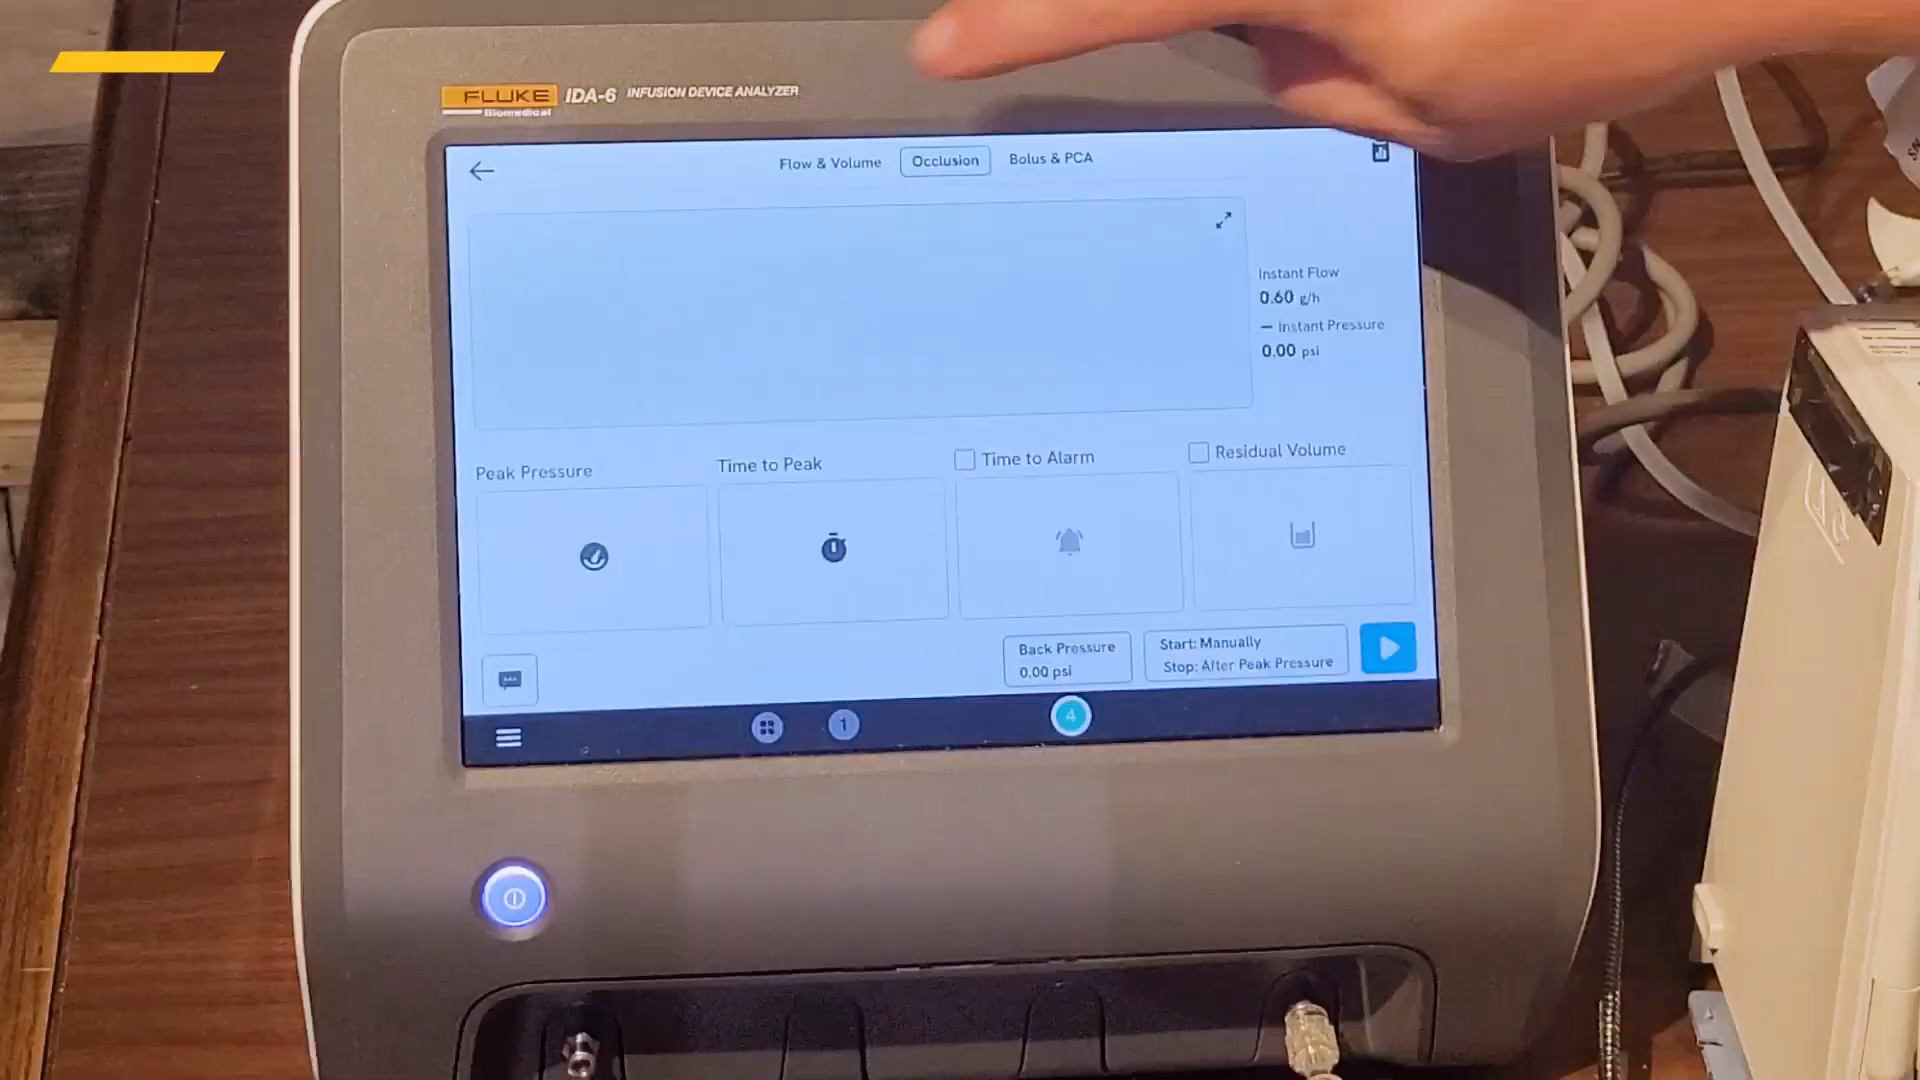 FLUKE IDA-6 INFUSION DEVICE ANALYZER
Biomedical
Flow & Volume Occlusion Bolus & PCA
Instant Flow
0.60 g/h
Instant Pressure
0.00 psi
Peak Pressure Time to Peak Time to Alarm Residual Volume
Back Pressure
0.00 psi
Start: Manually
Stop: After Peak Pressure
1
4